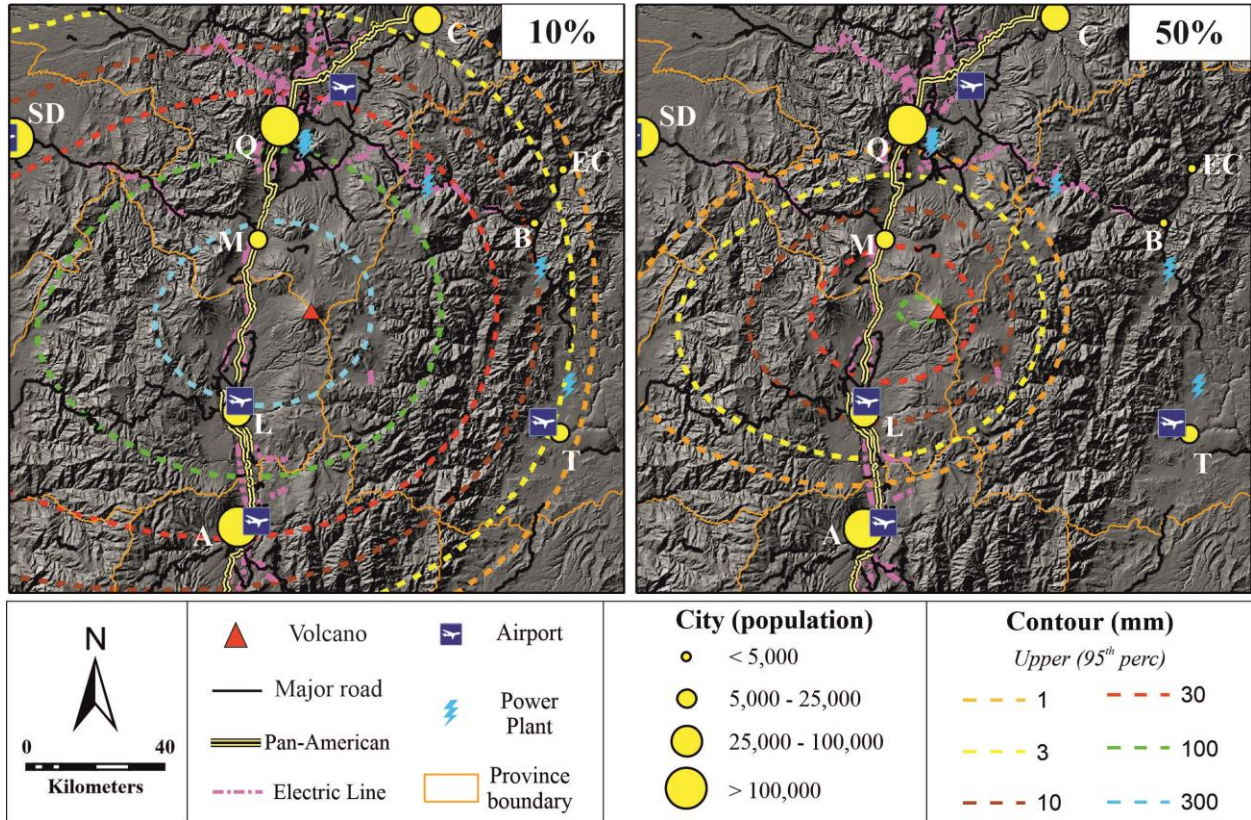 10%
C
SD
Q
EC
M
B
L
T
A
50%
C
SD
Q
EC
M
B
L
T
A
N
0 40
Kilometers
Volcano
Airport
Major road
Power
Plant
Pan-American
Electric Line
Province
boundary
City (population)
< 5,000
5,000 - 25,000
25,000 - 100,000
> 100,000
Contour (mm)
Upper (95th perc)
1
30
3
100
10
300